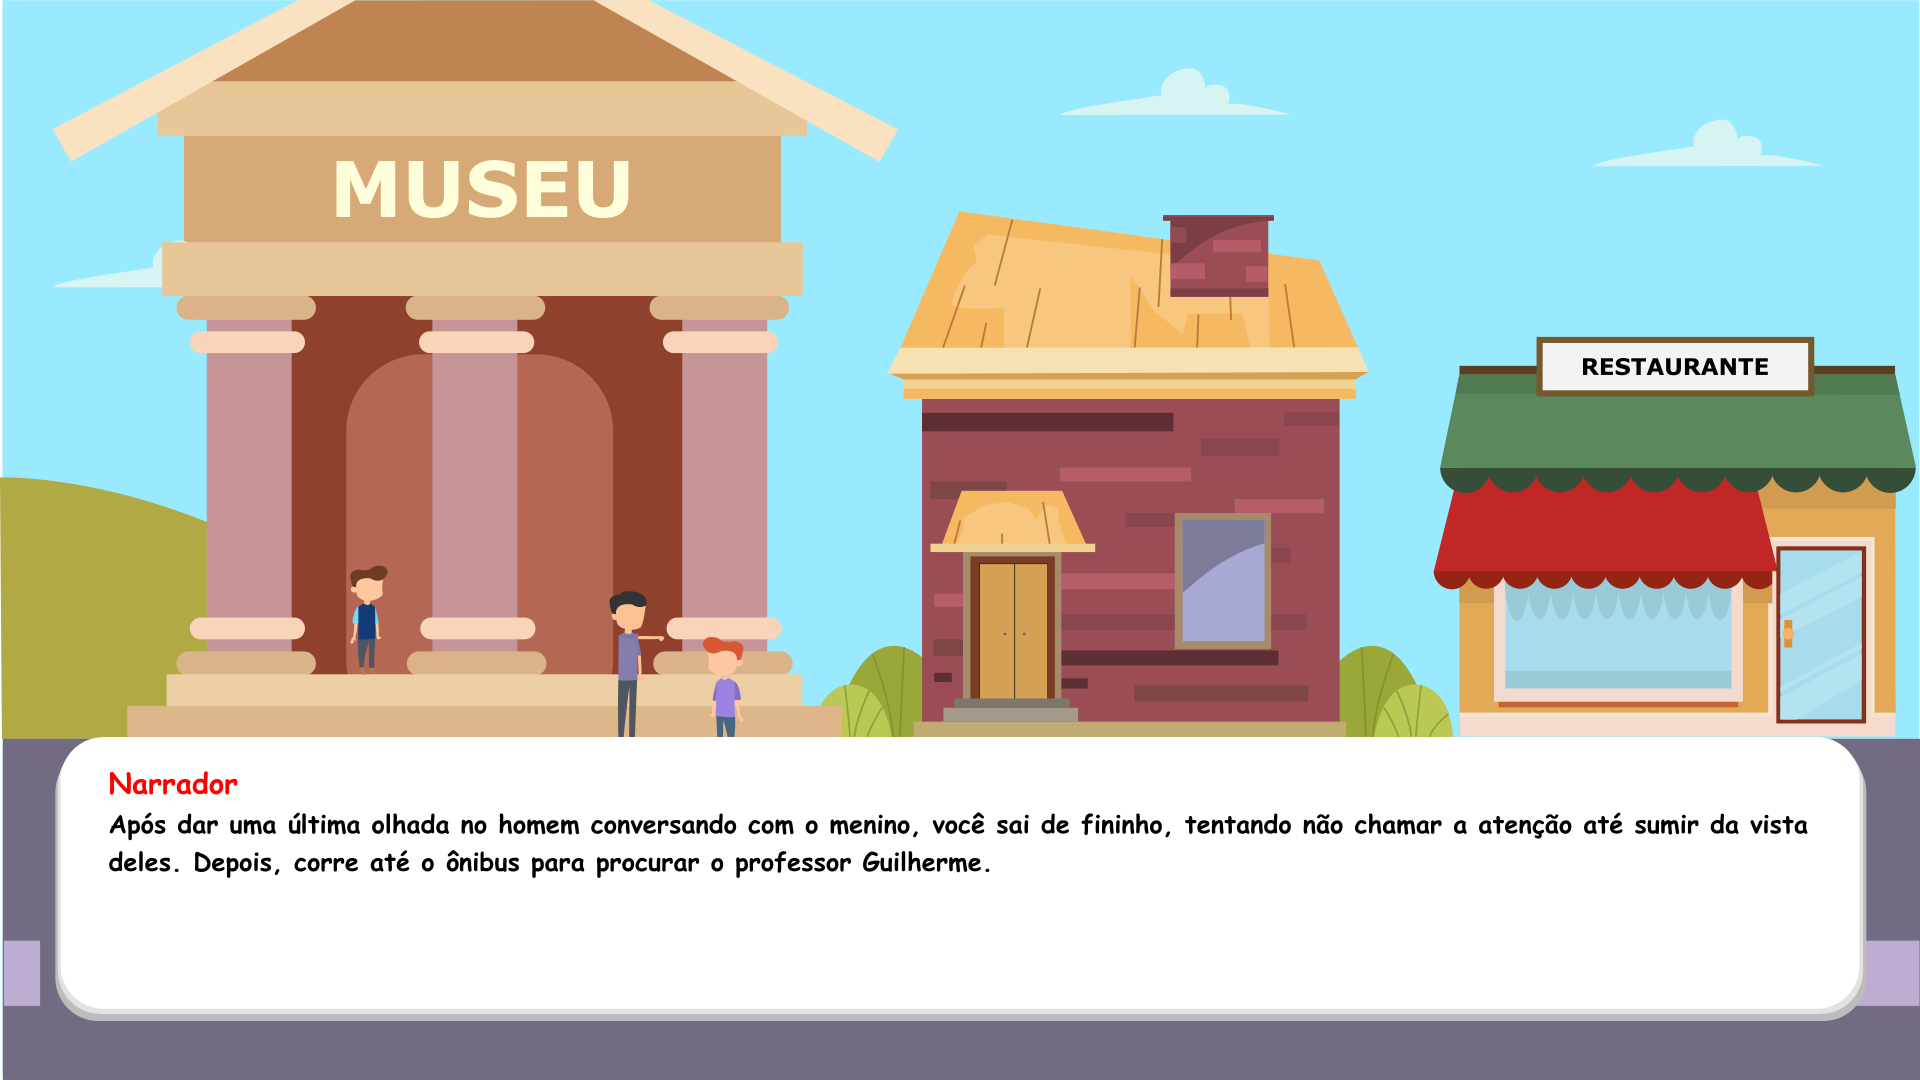 MUSEU
RESTAURANTE
Narrador
Após dar uma última olhada no homem conversando com o menino, você sai de fininho, tentando não chamar a atenção até sumir da vista
deles. Depois, corre até o ônibus para procurar o professor Guilherme.